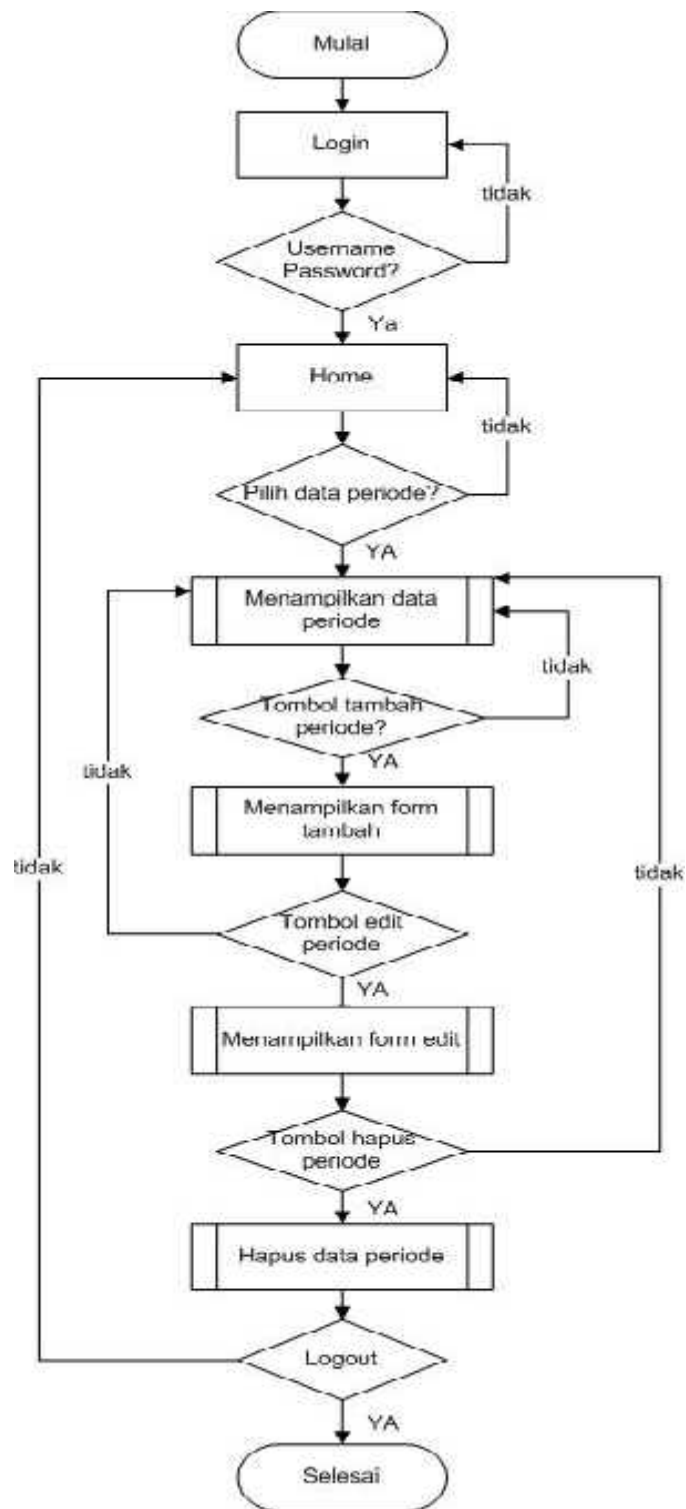 Mulai
Login
tidak
Username
Password?
Ya
Home
tidak
Pilih data periode?
YA
Menampilkan data
periode
tidak
Tombol tambah
periode?
YA
tidak
Menampilkan form
tambah
tidak
tidak
Tombol edit
periode
YA
Menampilkan form edit
Tombol hapus
periode
YA
Hapus data periode
Logout
YA
Selesai